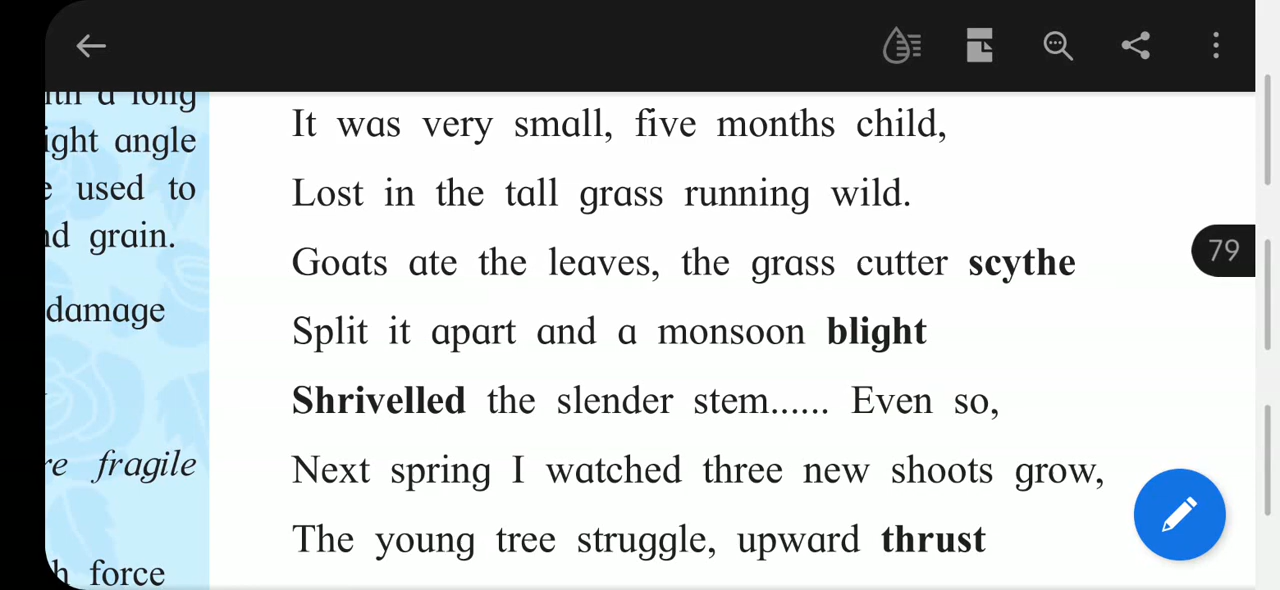 ight angle
used to
grain.
damage
fragile
force
It was very small, five months child,
Lost in the tall grass running wild.
Goats ate the leaves, the grass cutter scythe
Split it apart and a monsoon blight
Shrivelled the slender stem...... Even so,
Next spring I watched three new shoots grow,
The young tree struggle, upward thrust
79